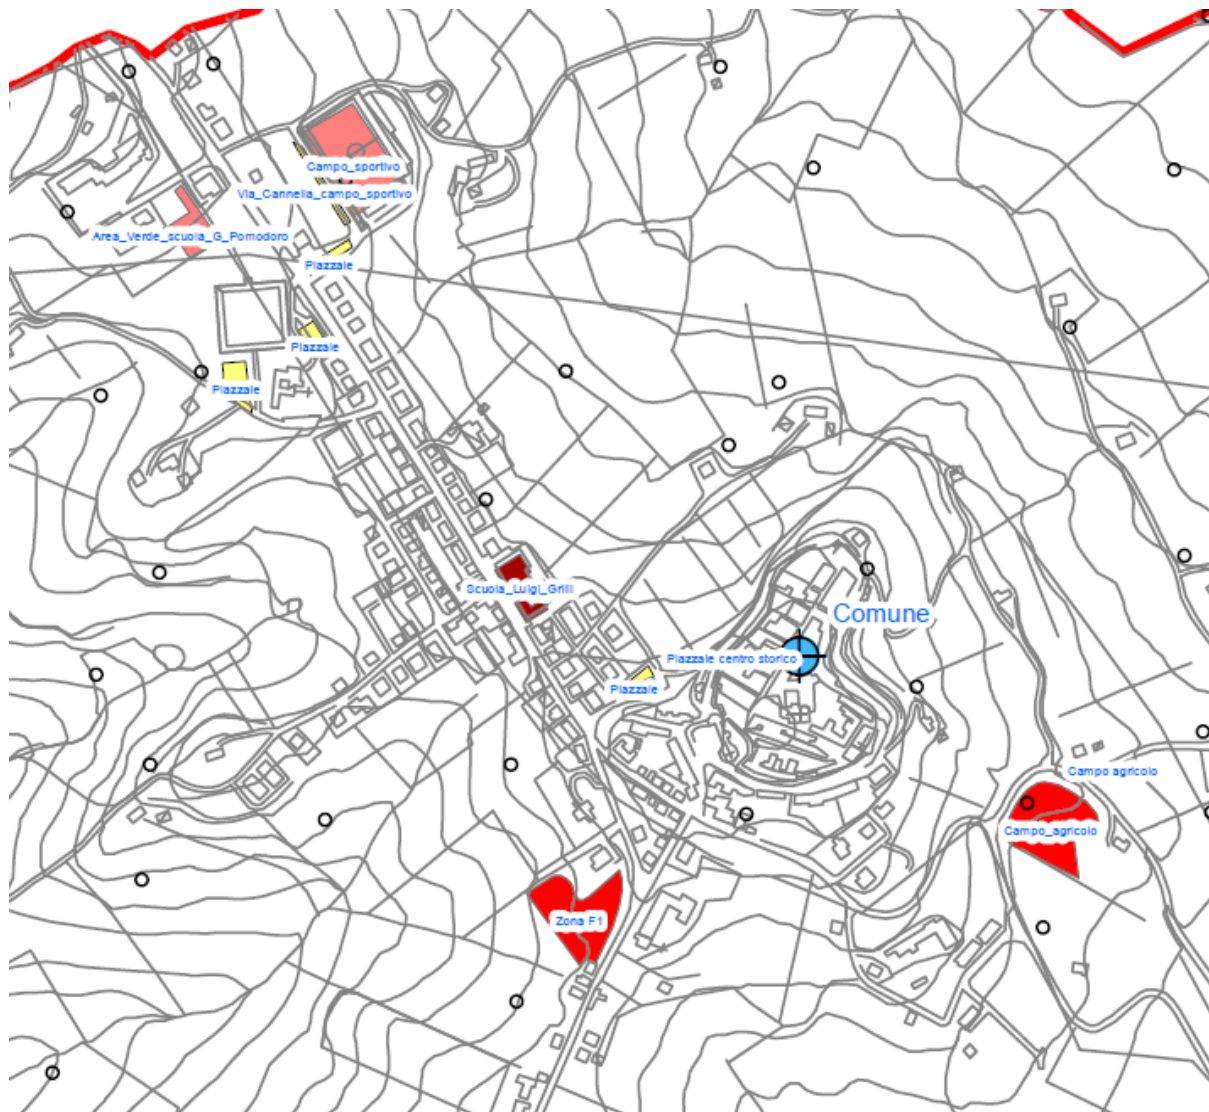 Campo_sportivo
Via_Cannella_campo_sportivo
Area_Verde_scuola_G_Pomodoro
Piazzale
Piazzale
Piazzale
Scuola_Luigi_Grilli
Comune
Piazzale centro storico
Piazzale
Campo agricolo
Campo_agricolo
Zona F1